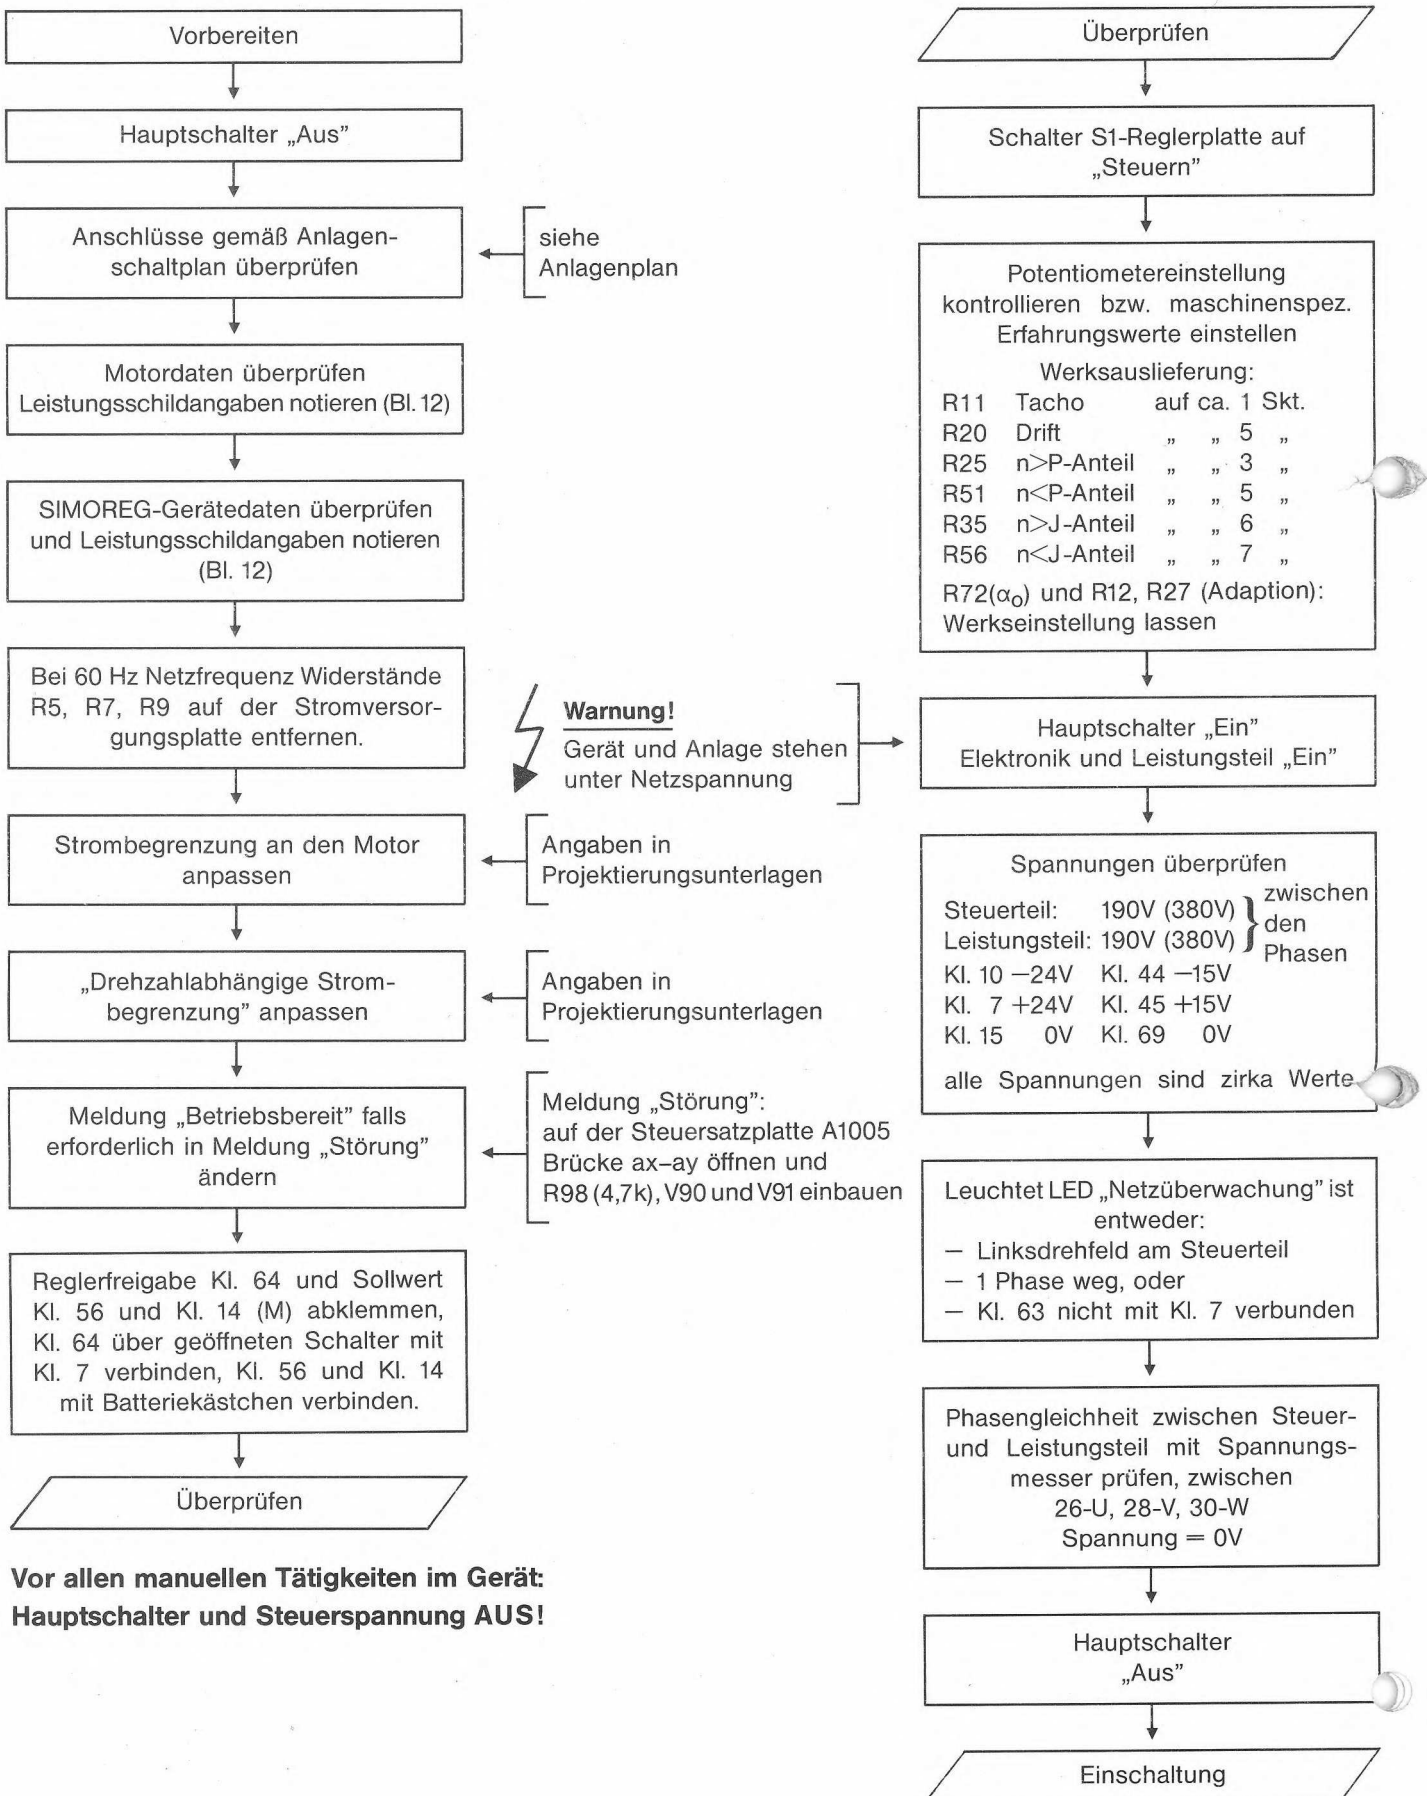 Vorbereiten
Hauptschalter „Aus”
Anschlüsse gemäß Anlagen-
schaltplan überprüfen
siehe
Anlagenplan
Motordaten überprüfen
Leistungsschildangaben notieren (Bl. 12)
SIMOREG-Gerätedaten überprüfen
und Leistungsschildangaben notieren
(Bl. 12)
Bei 60 Hz Netzfrequenz Widerstände
R5, R7, R9 auf der Stromversor-
gungsplatte entfernen.
Strombegrenzung an den Motor
anpassen
Angaben in
Projektierungsunterlagen
„Drehzahlabhängige Strom-
begrenzung” anpassen
Angaben in
Projektierungsunterlagen
Meldung „Betriebsbereit” falls
erforderlich in Meldung „Störung”
ändern
Meldung „Störung”:
auf der Steuersatzplatte A1005
Brücke ax–ay öffnen und
R98 (4,7k), V90 und V91 einbauen
Reglerfreigabe Kl. 64 und Sollwert
Kl. 56 und Kl. 14 (M) abklemmen,
Kl. 64 über geöffneten Schalter mit
Kl. 7 verbinden, Kl. 56 und Kl. 14
mit Batteriekästchen verbinden.
Überprüfen
Vor allen manuellen Tätigkeiten im Gerät:
Hauptschalter und Steuerspannung AUS!
Überprüfen
Schalter S1-Reglerplatte auf
„Steuern”
Potentiometereinstellung
kontrollieren bzw. maschinenspez.
Erfahrungswerte einstellen
Werksauslieferung:
R11 Tacho auf ca. 1 Skt.
R20 Drift „ „ 5 „
R25 n>P-Anteil „ „ 3 „
R51 n<P-Anteil „ „ 5 „
R35 n>J-Anteil „ „ 6 „
R56 n<J-Anteil „ „ 7 „
R72(α₀) und R12, R27 (Adaption):
Werkseinstellung lassen
Warnung!
Gerät und Anlage stehen
unter Netzspannung
Hauptschalter „Ein”
Elektronik und Leistungsteil „Ein”
Spannungen überprüfen
Steuerteil: 190V (380V)
Leistungsteil: 190V (380V)
zwischen
den
Phasen
Kl. 10 —24V Kl. 44 —15V
Kl. 7 +24V Kl. 45 +15V
Kl. 15 0V Kl. 69 0V
alle Spannungen sind zirka Werte
Leuchtet LED „Netzüberwachung” ist
entweder:
— Linksdrehfeld am Steuerteil
— 1 Phase weg, oder
— Kl. 63 nicht mit Kl. 7 verbunden
Phasengleichheit zwischen Steuer-
und Leistungsteil mit Spannungs-
messer prüfen, zwischen
26-U, 28-V, 30-W
Spannung = 0V
Hauptschalter
„Aus”
Einschaltung